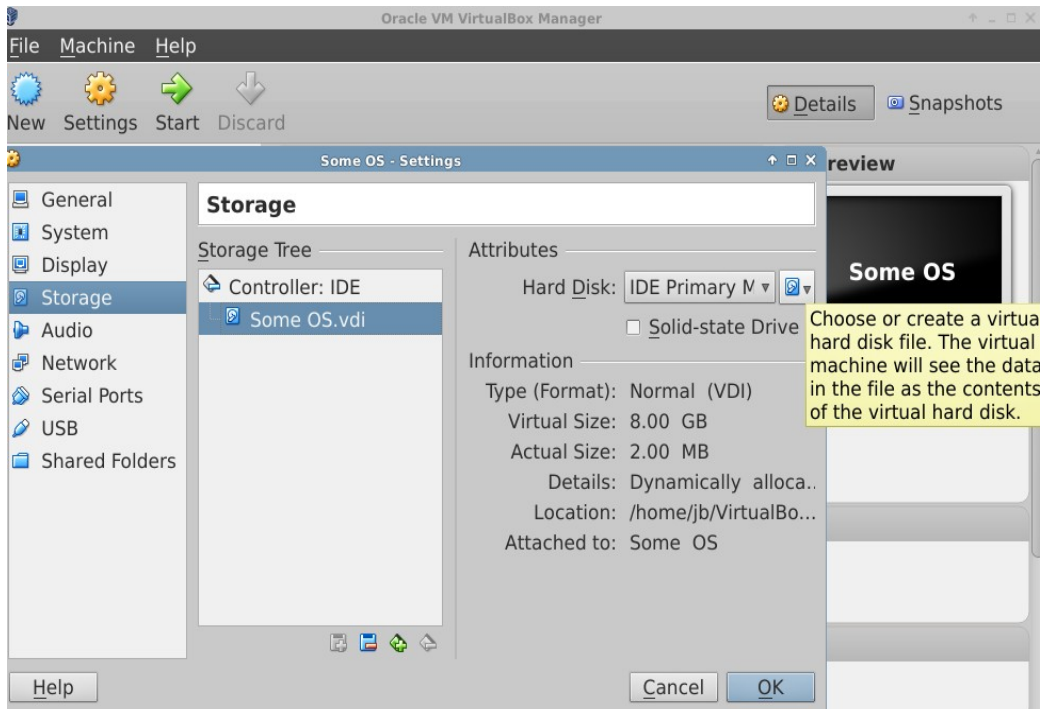 Oracle VM VirtualBox Manager
File Machine Help
New Settings Start Discard
Details Snapshots
Some OS - Settings
review
General
System
Display
Storage
Audio
Network
Serial Ports
USB
Shared Folders
Storage
Storage Tree
Controller: IDE
Some OS.vdi
Attributes
Hard Disk: IDE Primary M
Solid-state Drive
Information
Type (Format): Normal (VDI)
Virtual Size: 8.00 GB
Actual Size: 2.00 MB
Details: Dynamically alloca..
Location: /home/jb/VirtualBo...
Attached to: Some OS
Some OS
Choose or create a virtua
hard disk file. The virtual
machine will see the data
in the file as the contents
of the virtual hard disk.
Help Cancel OK